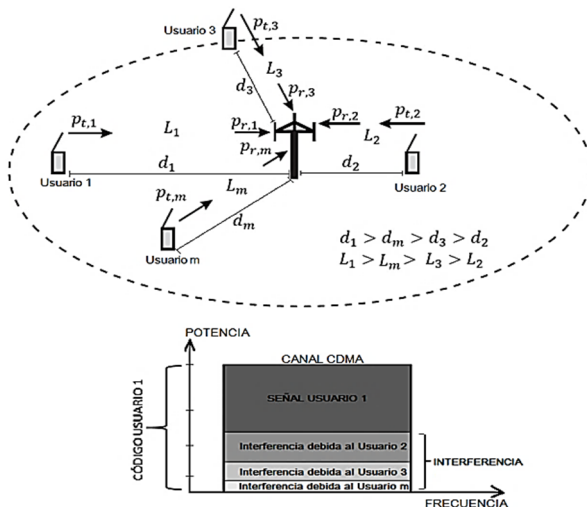 Usuario 3
p_{t,3}
L_3
d_3
p_{r,3}
p_{t,1}
L_1
p_{r,1}
p_{r,2}
p_{t,2}
L_2
p_{r,m}
d_1
d_2
Usuario 1
Usuario 2
p_{t,m}
L_m
d_m
Usuario m
d_1 > d_m > d_3 > d_2
L_1 > L_m > L_3 > L_2
POTENCIA
CANAL CDMA
CÓDIGO USUARIO 1
SEÑAL USUARIO 1
Interferencia debida al Usuario 2
Interferencia debida al Usuario 3
Interferencia debida al Usuario m
INTERFERENCIA
FRECUENCIA